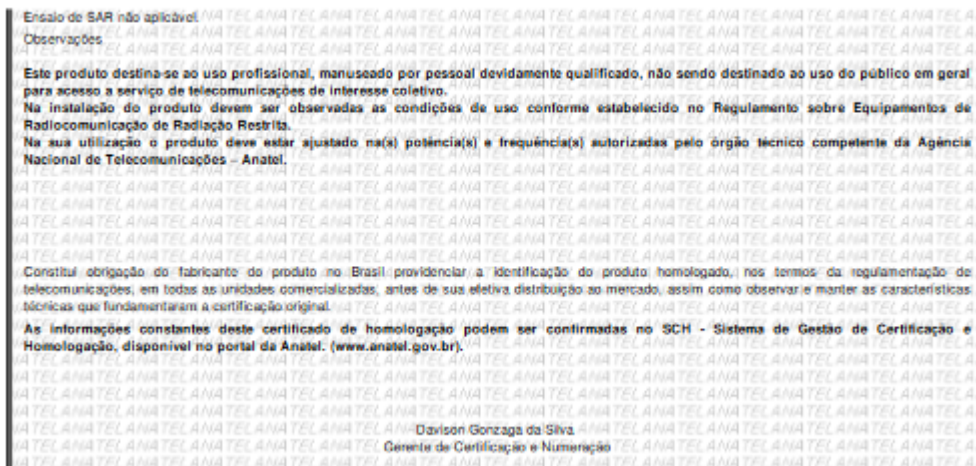 Ensaio de SAR não aplicável.
Observações
Este produto destina-se ao uso profissional, manuseado por pessoal devidamente qualificado, não sendo destinado ao uso do público em geral
para acesso a serviço de telecomunicações de interesse coletivo.
Na instalação do produto devem ser observadas as condições de uso conforme estabelecido no Regulamento sobre Equipamentos de
Radiocomunicação de Radiação Restrita.
Na sua utilização o produto deve estar ajustado na(s) potência(s) e frequência(s) autorizadas pelo órgão técnico competente da Agência
Nacional de Telecomunicações – Anatel.
Constitui obrigação do fabricante do produto no Brasil providenciar a identificação do produto homologado, nos termos da regulamentação de
telecomunicações, em todas as unidades comercializadas, antes de sua efetiva distribuição ao mercado, assim como observar e manter as características
técnicas que fundamentaram a certificação original.
As informações constantes deste certificado de homologação podem ser confirmadas no SCH - Sistema de Gestão de Certificação e
Homologação, disponível no portal da Anatel. (www.anatel.gov.br).
Davison Gonzaga da Silva
Gerente de Certificação e Numeração